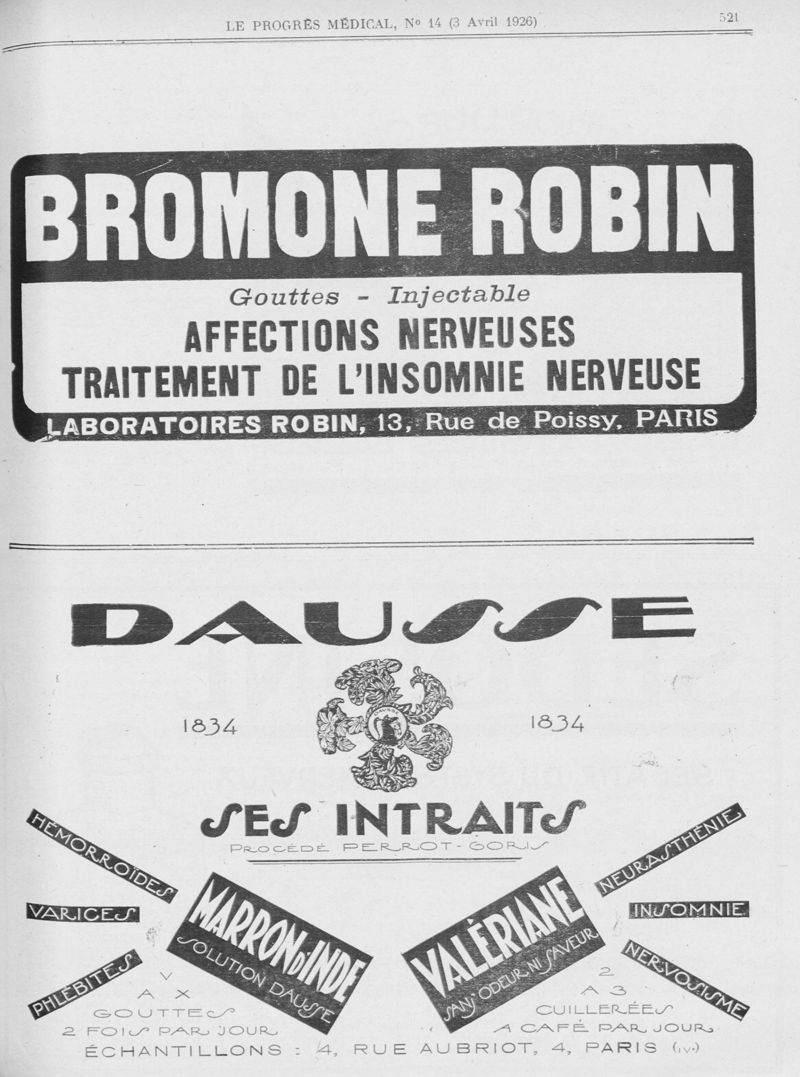 LE PROGRÈS MÉDICAL, No 14 (3 Avril 1926)
521
BROMONE ROBIN
Gouttes - Injectable
AFFECTIONS NERVEUSES
TRAITEMENT DE L'INSOMNIE NERVEUSE
LABORATOIRES ROBIN, 13, Rue de Poissy, PARIS
DAUSSE
1834
1834
SES INTRAITS
PROCÉDÉ PERROT-GORIS
HÉMORROÏDES
VARICES
PHLÉBITES
MARRON D'INDE
SOLUTION DAUSSE
V
A X
GOUTTES
2 FOIS PAR JOUR
VALÉRIANE
SANS ODEUR NI SAVEUR
NEURASTHÉNIE
INSOMNIE
NERVOSISME
2
A 3
CUILLERÉES
A CAFÉ PAR JOUR
ÉCHANTILLONS : 4, RUE AUBRIOT, 4, PARIS (IV.)